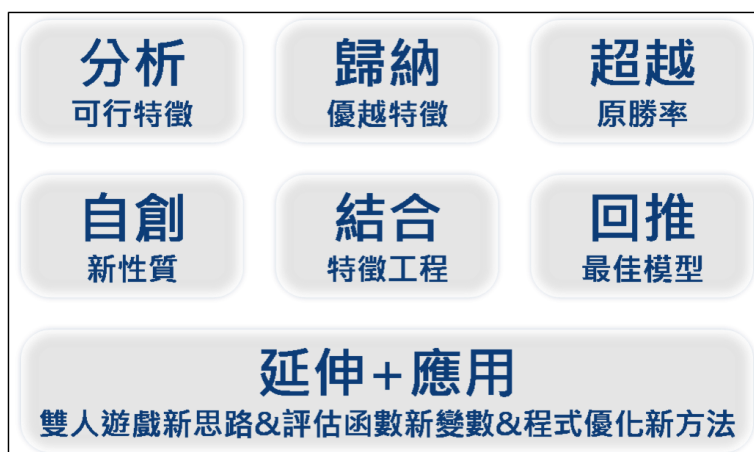 分析 歸納 超越
可行特徵 優越特徵 原勝率
自創 結合 回推
新性質 特徵工程 最佳模型
延伸+應用
雙人遊戲新思路&評估函數新變數&程式優化新方法